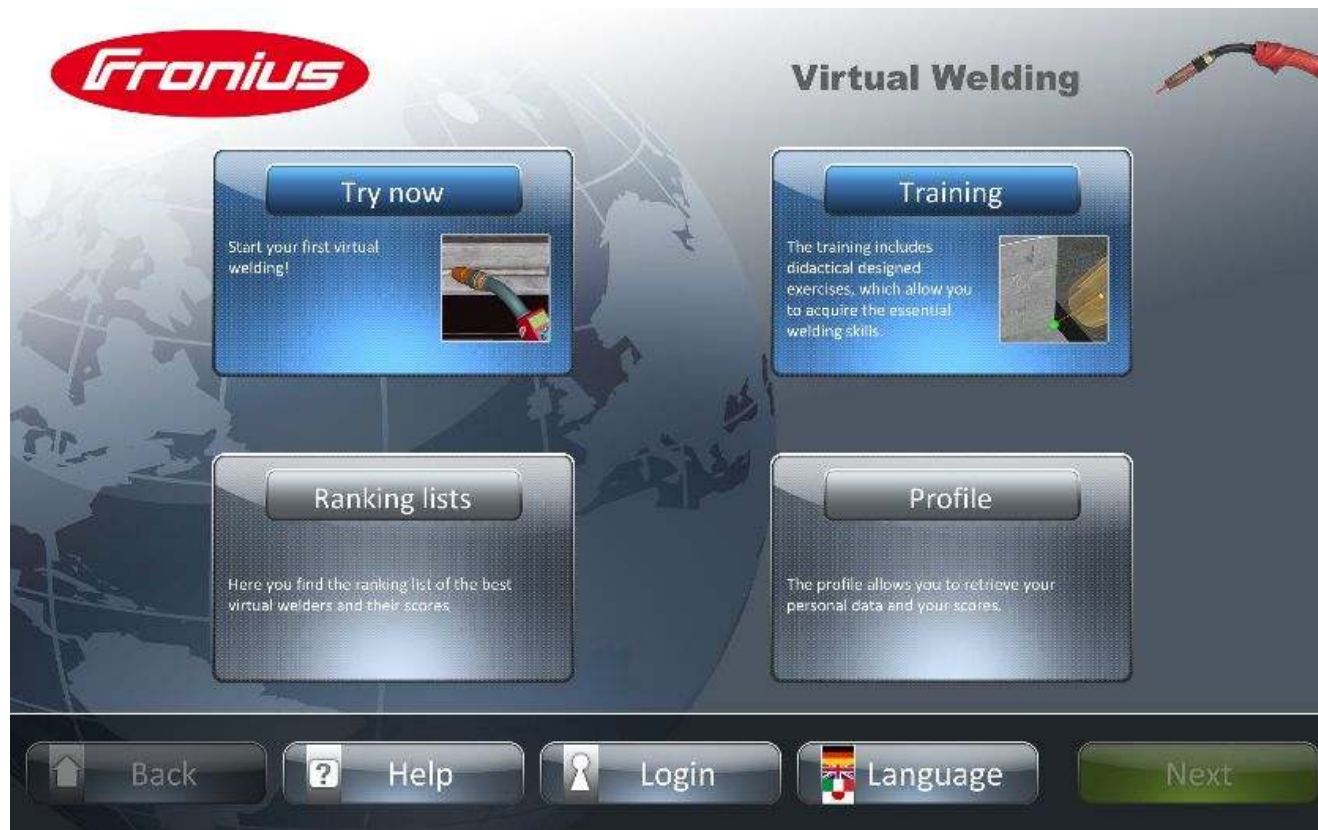 Fronius
Virtual Welding
Try now
Start your first virtual
welding!
Training
The training includes
didactical designed
exercises, which allow you
to acquire the essential
welding skills.
Ranking lists
Here you find the ranking list of the best
virtual welders and their scores
Profile
The profile allows you to retrieve your
personal data and your scores.
Back
? Help
Login
Language
Next